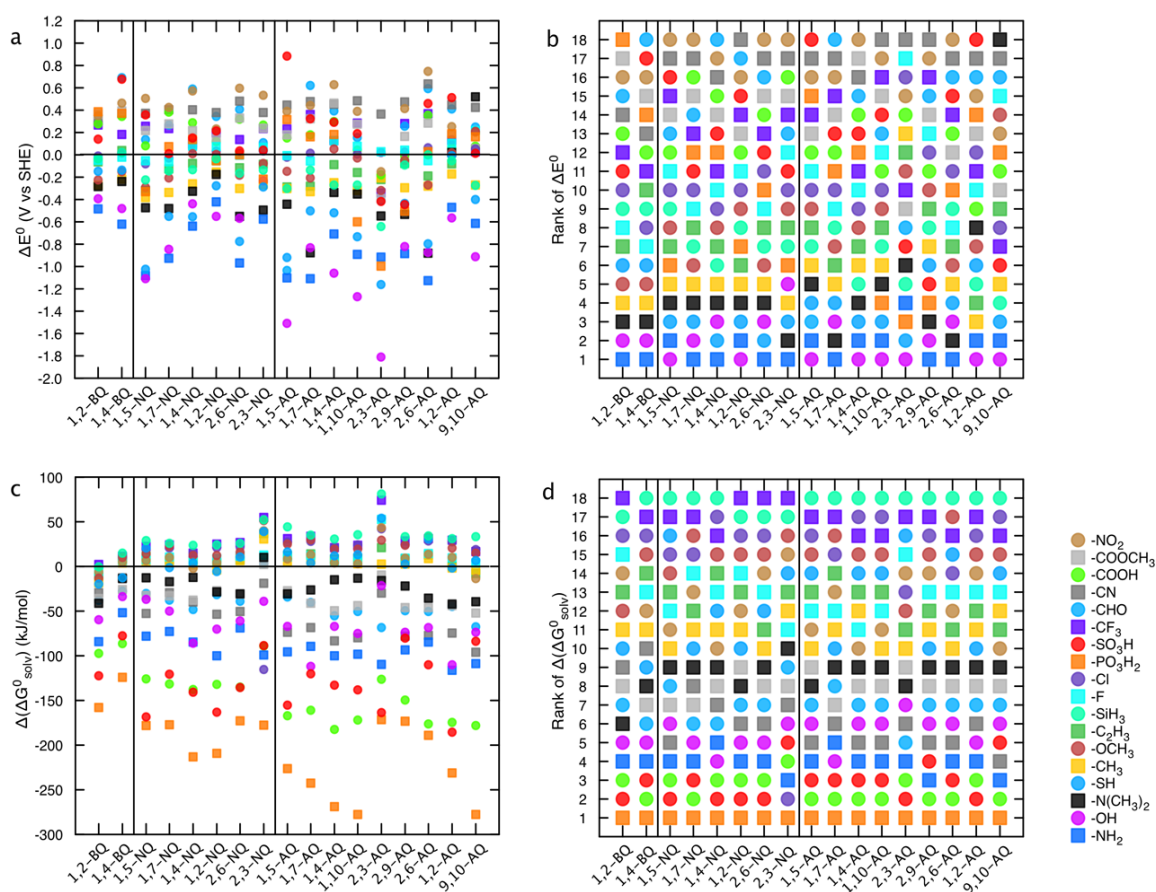 a
ΔE⁰ (V vs SHE)
1.2
1.0
0.8
0.6
0.4
0.2
0.0
-0.2
-0.4
-0.6
-0.8
-1.0
-1.2
-1.4
-1.6
-1.8
-2.0
1,2-BQ
1,4-BQ
1,5-NQ
1,7-NQ
1,4-NQ
1,2-NQ
2,6-NQ
2,3-NQ
1,5-AQ
1,7-AQ
1,4-AQ
1,10-AQ
2,3-AQ
2,9-AQ
2,6-AQ
1,2-AQ
9,10-AQ
b
Rank of ΔE⁰
18
17
16
15
14
13
12
11
10
9
8
7
6
5
4
3
2
1
1,2-BQ
1,4-BQ
1,5-NQ
1,7-NQ
1,4-NQ
1,2-NQ
2,6-NQ
2,3-NQ
1,5-AQ
1,7-AQ
1,4-AQ
1,10-AQ
2,3-AQ
2,9-AQ
2,6-AQ
1,2-AQ
9,10-AQ
c
Δ(ΔG⁰solv) (kJ/mol)
100
50
0
-50
-100
-150
-200
-250
-300
1,2-BQ
1,4-BQ
1,5-NQ
1,7-NQ
1,4-NQ
1,2-NQ
2,6-NQ
2,3-NQ
1,5-AQ
1,7-AQ
1,4-AQ
1,10-AQ
2,3-AQ
2,9-AQ
2,6-AQ
1,2-AQ
9,10-AQ
d
Rank of Δ(ΔG⁰solv)
18
17
16
15
14
13
12
11
10
9
8
7
6
5
4
3
2
1
1,2-BQ
1,4-BQ
1,5-NQ
1,7-NQ
1,4-NQ
1,2-NQ
2,6-NQ
2,3-NQ
1,5-AQ
1,7-AQ
1,4-AQ
1,10-AQ
2,3-AQ
2,9-AQ
2,6-AQ
1,2-AQ
9,10-AQ
-NO₂
-COOCH₃
-COOH
-CN
-CHO
-CF₃
-SO₃H
-PO₃H₂
-Cl
-F
-SiH₃
-C₂H₃
-OCH₃
-CH₃
-SH
-N(CH₃)₂
-OH
-NH₂